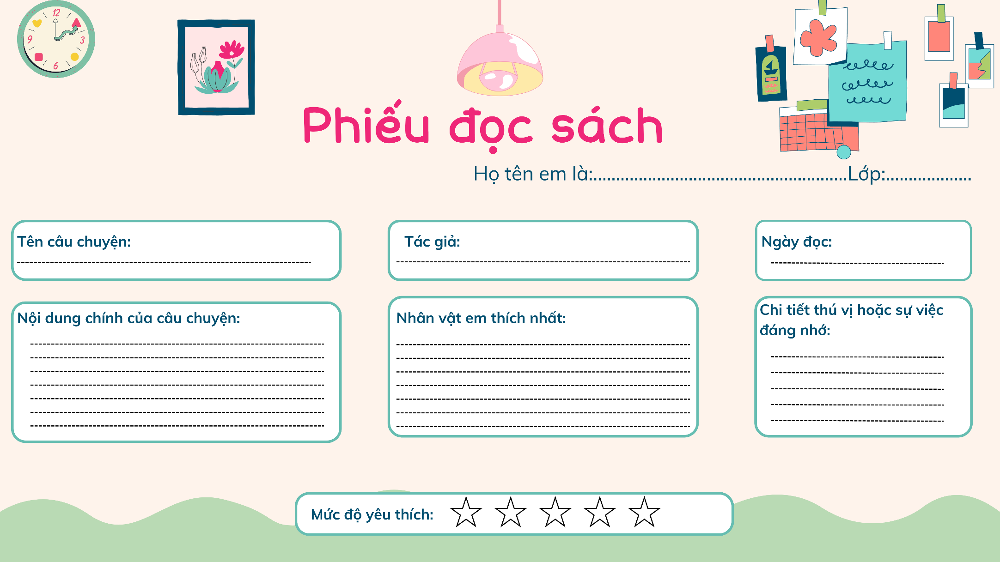 12
9
3
6
Phiếu đọc sách
Họ tên em là:.......................................................Lớp:...................
Tên câu chuyện:
Tác giả:
Ngày đọc:
Nội dung chính của câu chuyện:
Nhân vật em thích nhất:
Chi tiết thú vị hoặc sự việc
đáng nhớ:
Mức độ yêu thích: